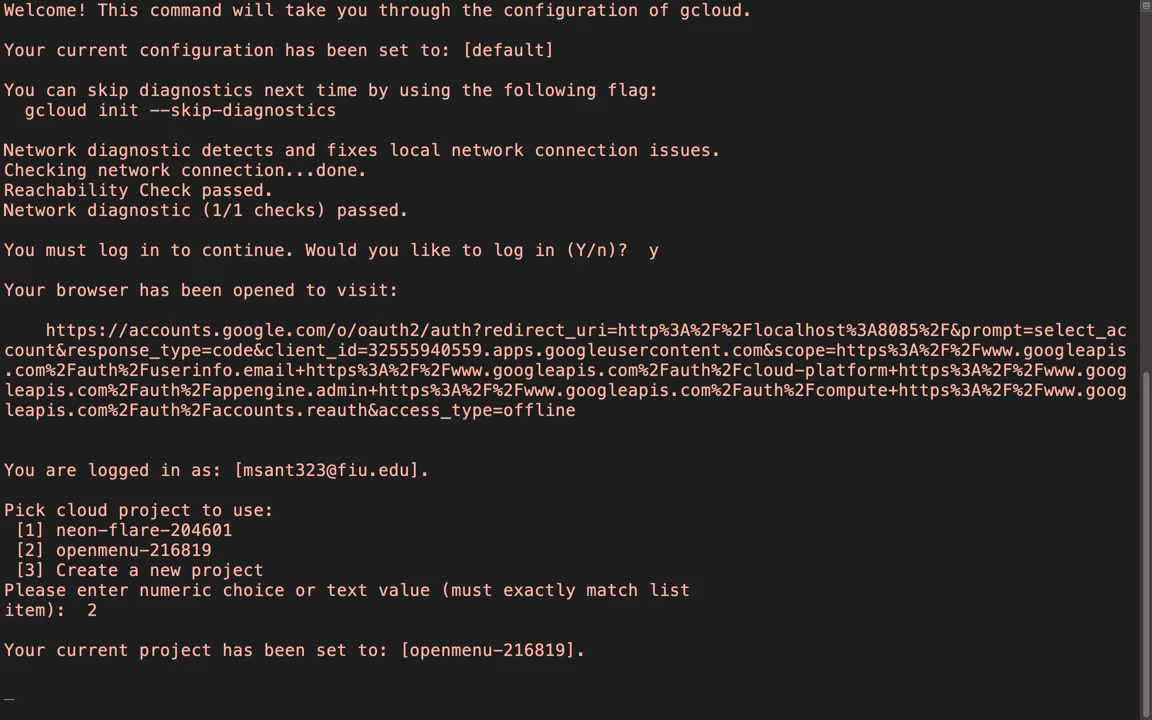 Welcome! This command will take you through the configuration of gcloud.
Your current configuration has been set to: [default]
You can skip diagnostics next time by using the following flag:
  gcloud init --skip-diagnostics
Network diagnostic detects and fixes local network connection issues.
Checking network connection...done.
Reachability Check passed.
Network diagnostic (1/1 checks) passed.
You must log in to continue. Would you like to log in (Y/n)?  y
Your browser has been opened to visit:
    https://accounts.google.com/o/oauth2/auth?redirect_uri=http%3A%2F%2Flocalhost%3A8085%2F&prompt=select_ac
count&response_type=code&client_id=32555940559.apps.googleusercontent.com&scope=https%3A%2F%2Fwww.googleapis
.com%2Fauth%2Fuserinfo.email+https%3A%2F%2Fwww.googleapis.com%2Fauth%2Fcloud-platform+https%3A%2F%2Fwww.goog
leapis.com%2Fauth%2Fappengine.admin+https%3A%2F%2Fwww.googleapis.com%2Fauth%2Fcompute+https%3A%2F%2Fwww.goog
leapis.com%2Fauth%2Faccounts.reauth&access_type=offline
You are logged in as: [msant323@fiu.edu].
Pick cloud project to use:
 [1] neon-flare-204601
 [2] openmenu-216819
 [3] Create a new project
Please enter numeric choice or text value (must exactly match list
item):  2
Your current project has been set to: [openmenu-216819].